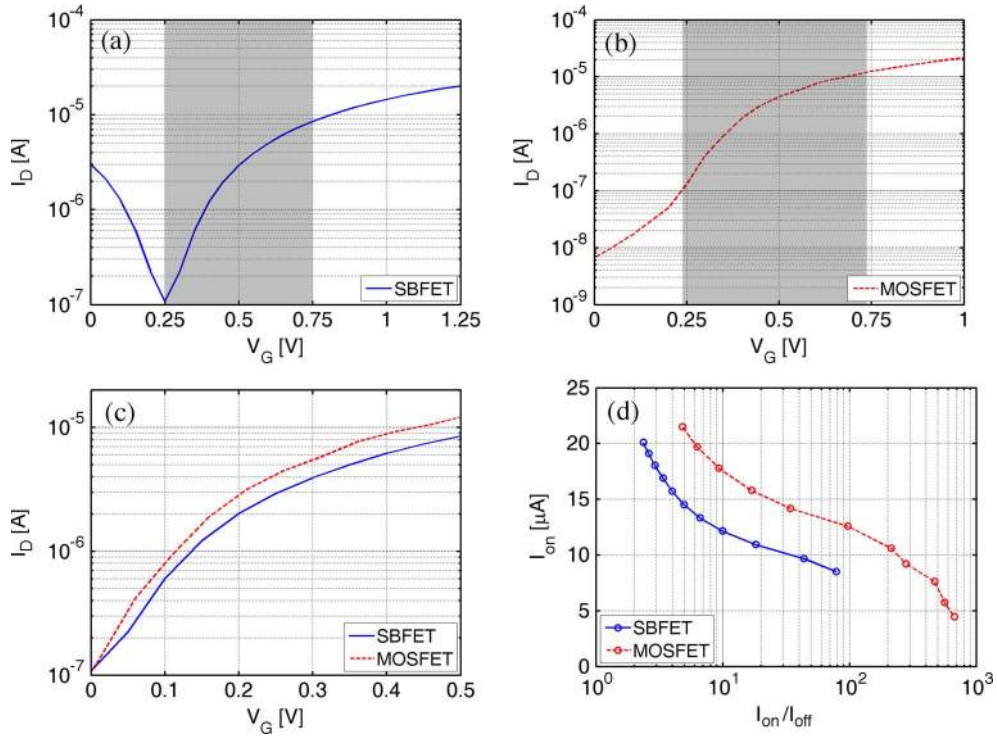 (a)
I_D [A]
10^-4
10^-5
10^-6
10^-7
0 0.25 0.5 0.75 1 1.25
V_G [V]
SBFET
(b)
I_D [A]
10^-4
10^-5
10^-6
10^-7
10^-8
10^-9
0 0.25 0.5 0.75 1
V_G [V]
MOSFET
(c)
I_D [A]
10^-5
10^-6
10^-7
0 0.1 0.2 0.3 0.4 0.5
V_G [V]
SBFET
MOSFET
(d)
I_on [μA]
25
20
15
10
5
0
10^0 10^1 10^2 10^3
I_on/I_off
SBFET
MOSFET